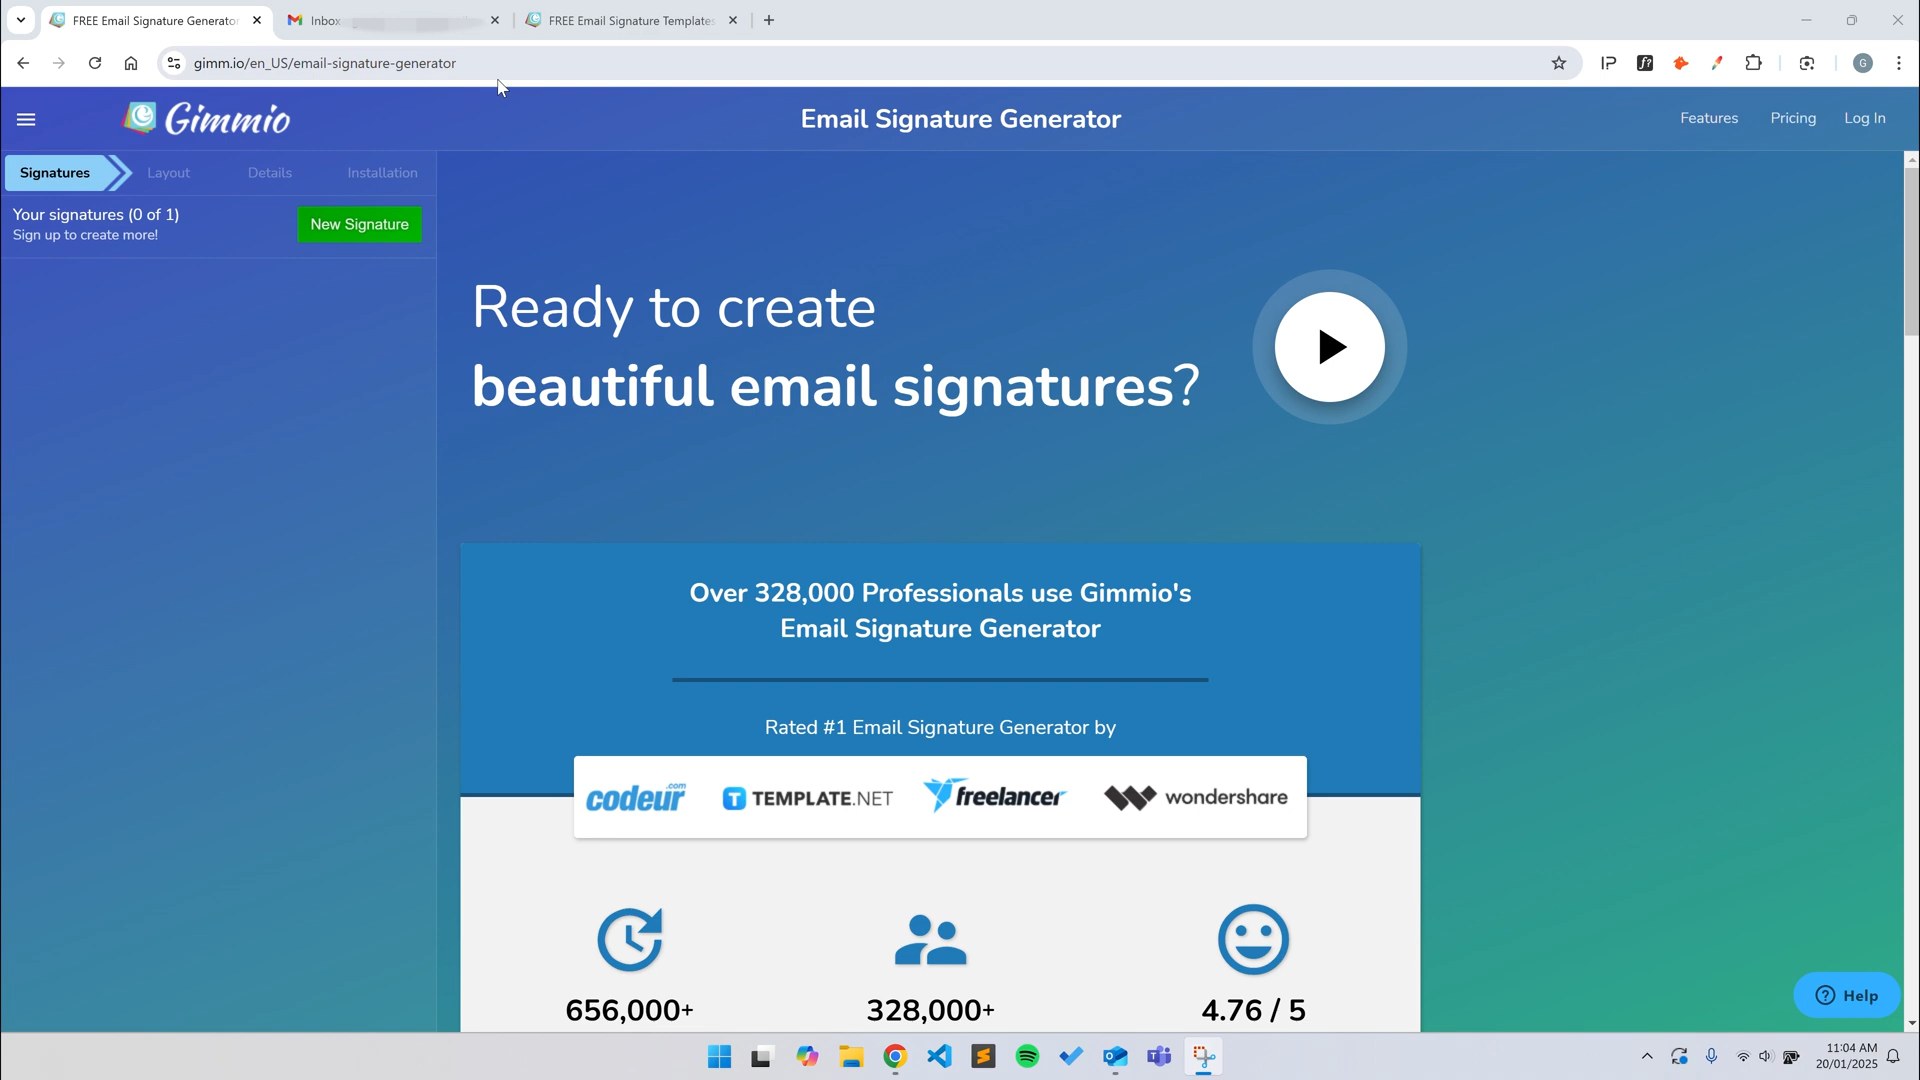 FREE Email Signature Generator
Inbox
FREE Email Signature Templates
gimm.io/en_US/email-signature-generator
G
Gimmio
Email Signature Generator
Features
Pricing
Log In
Signatures
Layout
Details
Installation
Your signatures (0 of 1)
Sign up to create more!
New Signature
Ready to create
beautiful email signatures?
Over 328,000 Professionals use Gimmio's
Email Signature Generator
Rated #1 Email Signature Generator by
codeur.com
TEMPLATE.NET
freelancer
wondershare
656,000+
328,000+
4.76 / 5
Help
11:04 AM
20/01/2025